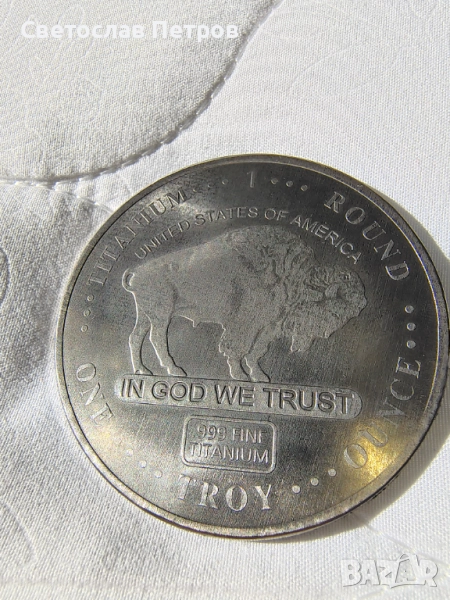 Светослав Петров
TITANIUM 1 ROUND
UNITED STATES OF AMERICA
IN GOD WE TRUST
999 FINE
TITANIUM
ONE TROY OUNCE
BAZAR